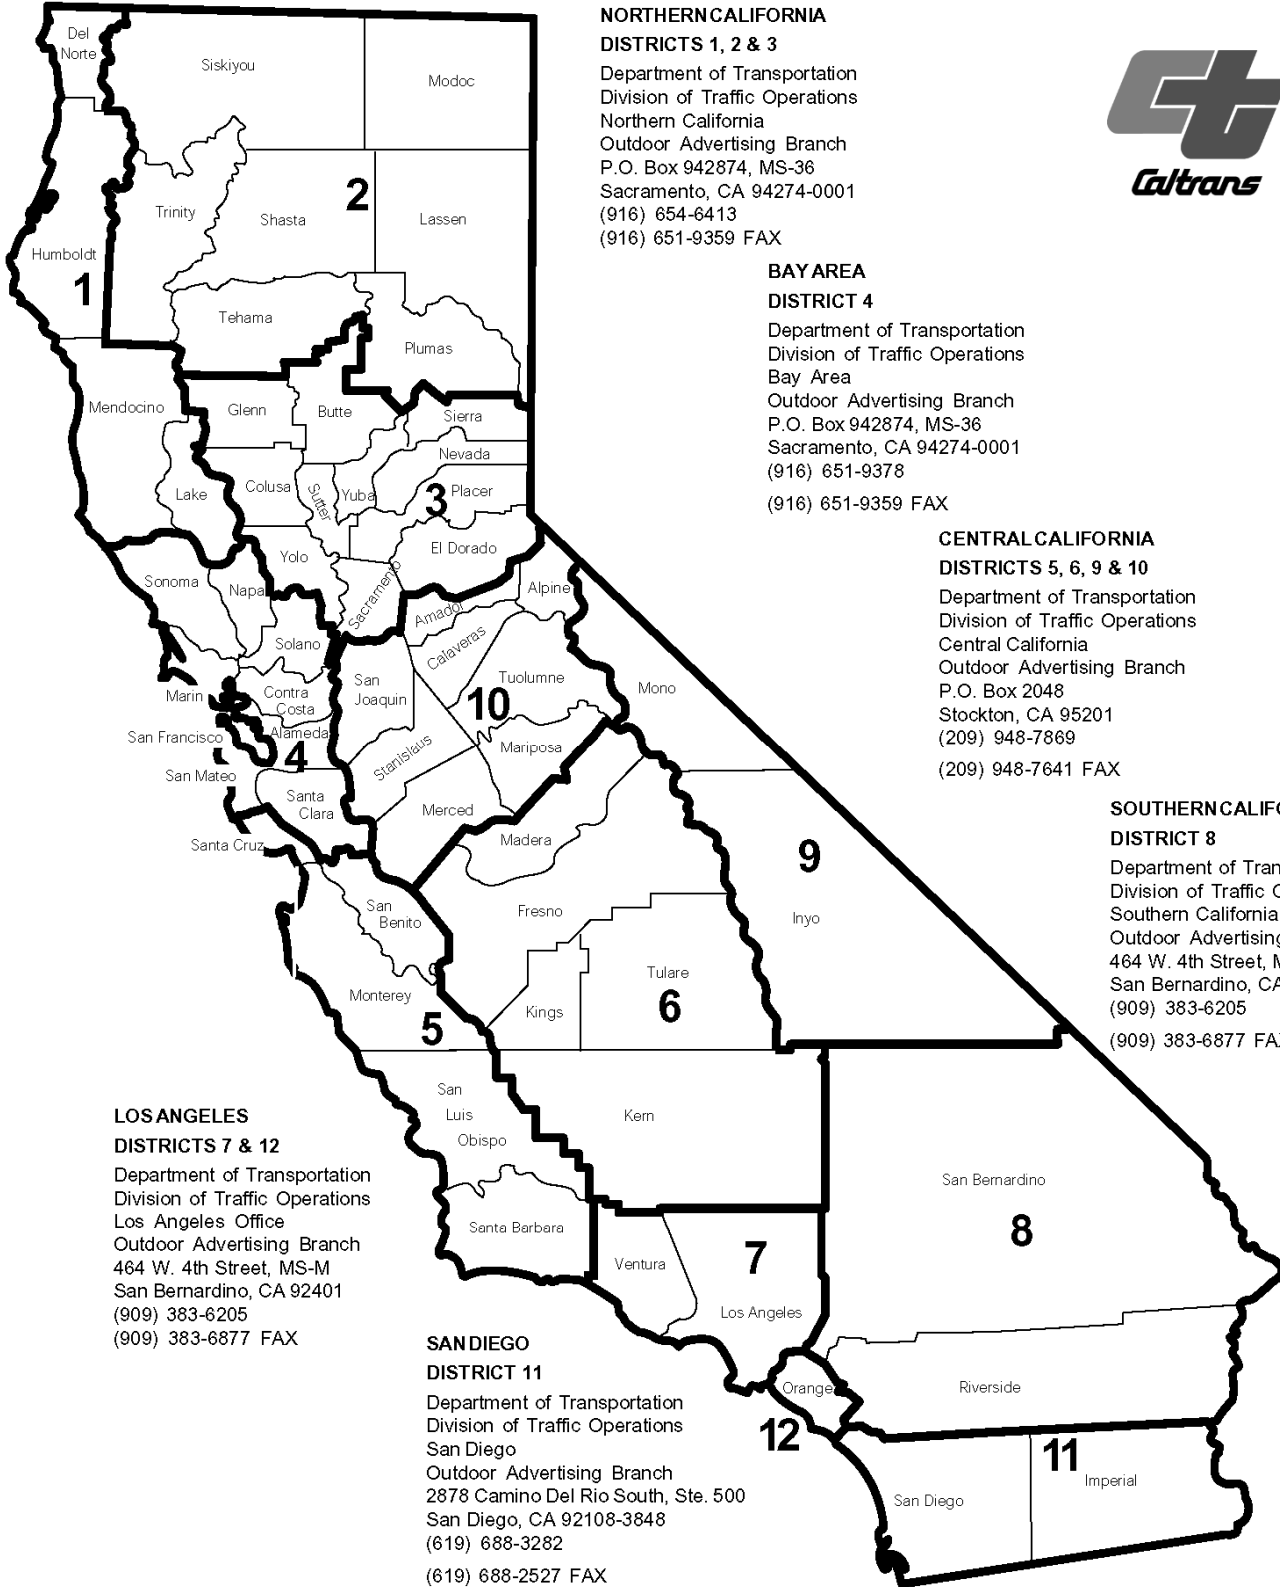 NORTHERN CALIFORNIA
DISTRICTS 1, 2 & 3
Department of Transportation
Division of Traffic Operations
Northern California
Outdoor Advertising Branch
P.O. Box 942874, MS-36
Sacramento, CA 94274-0001
(916) 654-6413
(916) 651-9359 FAX
Caltrans
BAY AREA
DISTRICT 4
Department of Transportation
Division of Traffic Operations
Bay Area
Outdoor Advertising Branch
P.O. Box 942874, MS-36
Sacramento, CA 94274-0001
(916) 651-9378
(916) 651-9359 FAX
CENTRAL CALIFORNIA
DISTRICTS 5, 6, 9 & 10
Department of Transportation
Division of Traffic Operations
Central California
Outdoor Advertising Branch
P.O. Box 2048
Stockton, CA 95201
(209) 948-7869
(209) 948-7641 FAX
SOUTHERN CALIFO
DISTRICT 8
Department of Tran
Division of Traffic
Southern California
Outdoor Advertising
464 W. 4th Street,
San Bernardino, CA
(909) 383-6205
(909) 383-6877 FAX
LOS ANGELES
DISTRICTS 7 & 12
Department of Transportation
Division of Traffic Operations
Los Angeles Office
Outdoor Advertising Branch
464 W. 4th Street, MS-M
San Bernardino, CA 92401
(909) 383-6205
(909) 383-6877 FAX
SAN DIEGO
DISTRICT 11
Department of Transportation
Division of Traffic Operations
San Diego
Outdoor Advertising Branch
2878 Camino Del Rio South, Ste. 500
San Diego, CA 92108-3848
(619) 688-3282
(619) 688-2527 FAX
Del
Norte
Siskiyou
Modoc
Trinity
Shasta
2
Lassen
Humboldt
1
Tehama
Plumas
Mendocino
Glenn
Butte
Sierra
Nevada
Lake
Colusa
Sutter
Yuba
3
Placer
Yolo
El Dorado
Sacramento
Sonoma
Napa
Alpine
Amador
Solano
Calaveras
Marin
Contra
Costa
San
Joaquin
10
Tuolumne
Mono
San Francisco
Alameda
4
Stanislaus
Mariposa
San Mateo
Santa
Clara
Merced
Santa Cruz
Madera
9
San
Benito
Fresno
Inyo
Monterey
5
Kings
Tulare
6
San
Luis
Obispo
Kern
Santa Barbara
San Bernardino
8
Ventura
7
Los Angeles
Orange
12
Riverside
11
San Diego
Imperial